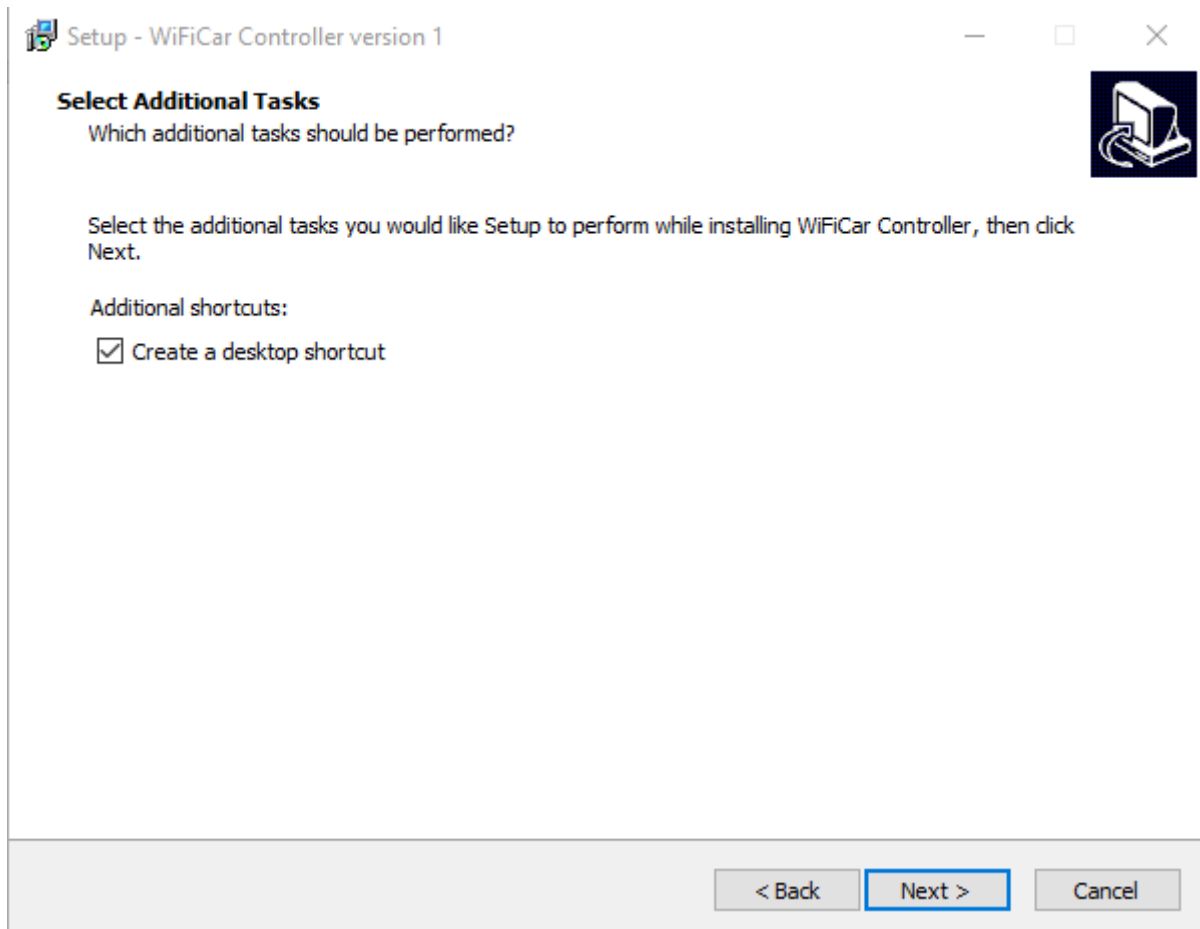 Setup - WiFiCar Controller version 1
Select Additional Tasks
Which additional tasks should be performed?
Select the additional tasks you would like Setup to perform while installing WiFiCar Controller, then click
Next.
Additional shortcuts:
Create a desktop shortcut
< Back
Next >
Cancel